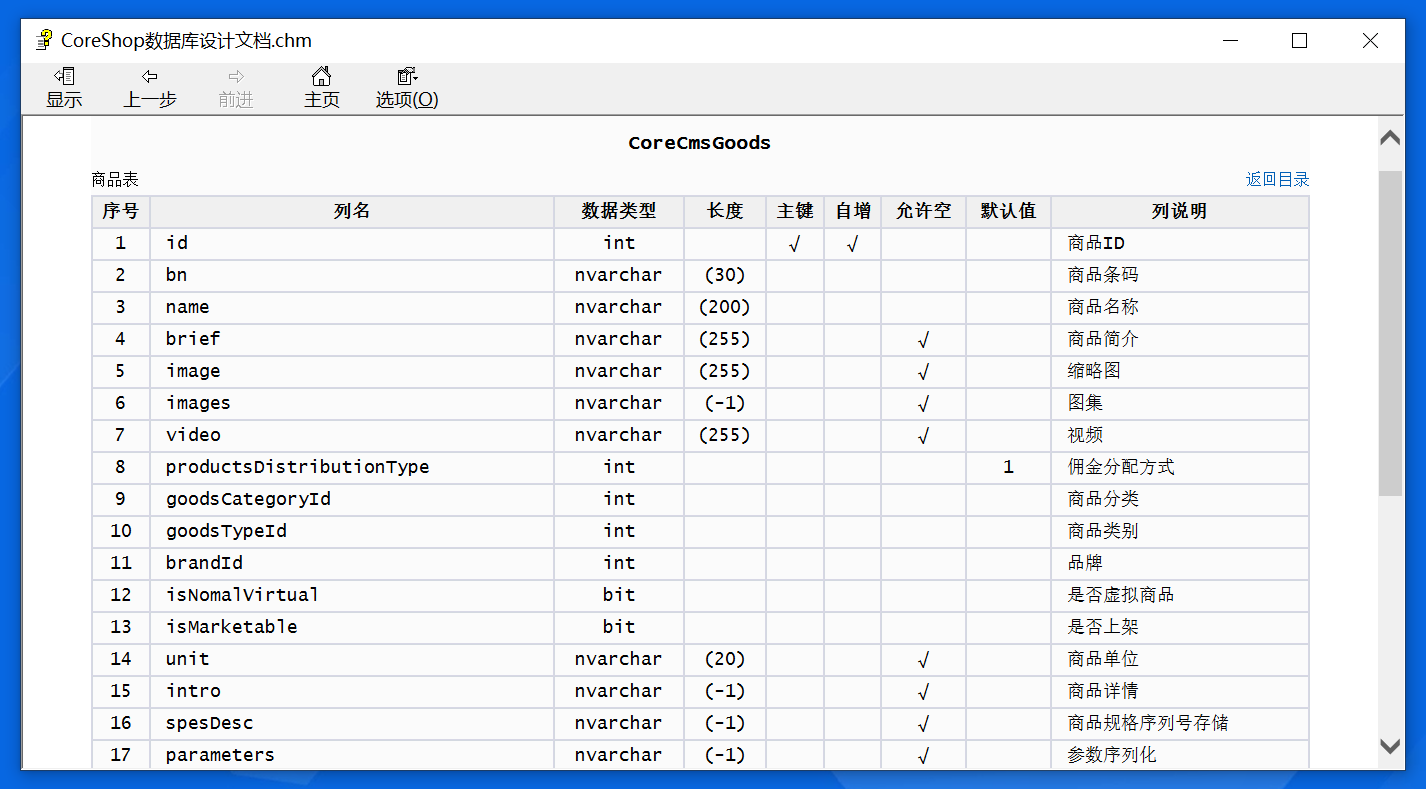 CoreShop数据库设计文档.chm
显示 上一步 前进 主页 选项(O)
CoreCmsGoods
商品表 返回目录
序号 列名 数据类型 长度 主键 自增 允许空 默认值 列说明
1 id int √ √ 商品ID
2 bn nvarchar (30) 商品条码
3 name nvarchar (200) 商品名称
4 brief nvarchar (255) √ 商品简介
5 image nvarchar (255) √ 缩略图
6 images nvarchar (-1) √ 图集
7 video nvarchar (255) √ 视频
8 productsDistributionType int 1 佣金分配方式
9 goodsCategoryId int 商品分类
10 goodsTypeId int 商品类别
11 brandId int 品牌
12 isNomalVirtual bit 是否虚拟商品
13 isMarketable bit 是否上架
14 unit nvarchar (20) √ 商品单位
15 intro nvarchar (-1) √ 商品详情
16 spesDesc nvarchar (-1) √ 商品规格序列号存储
17 parameters nvarchar (-1) √ 参数序列化